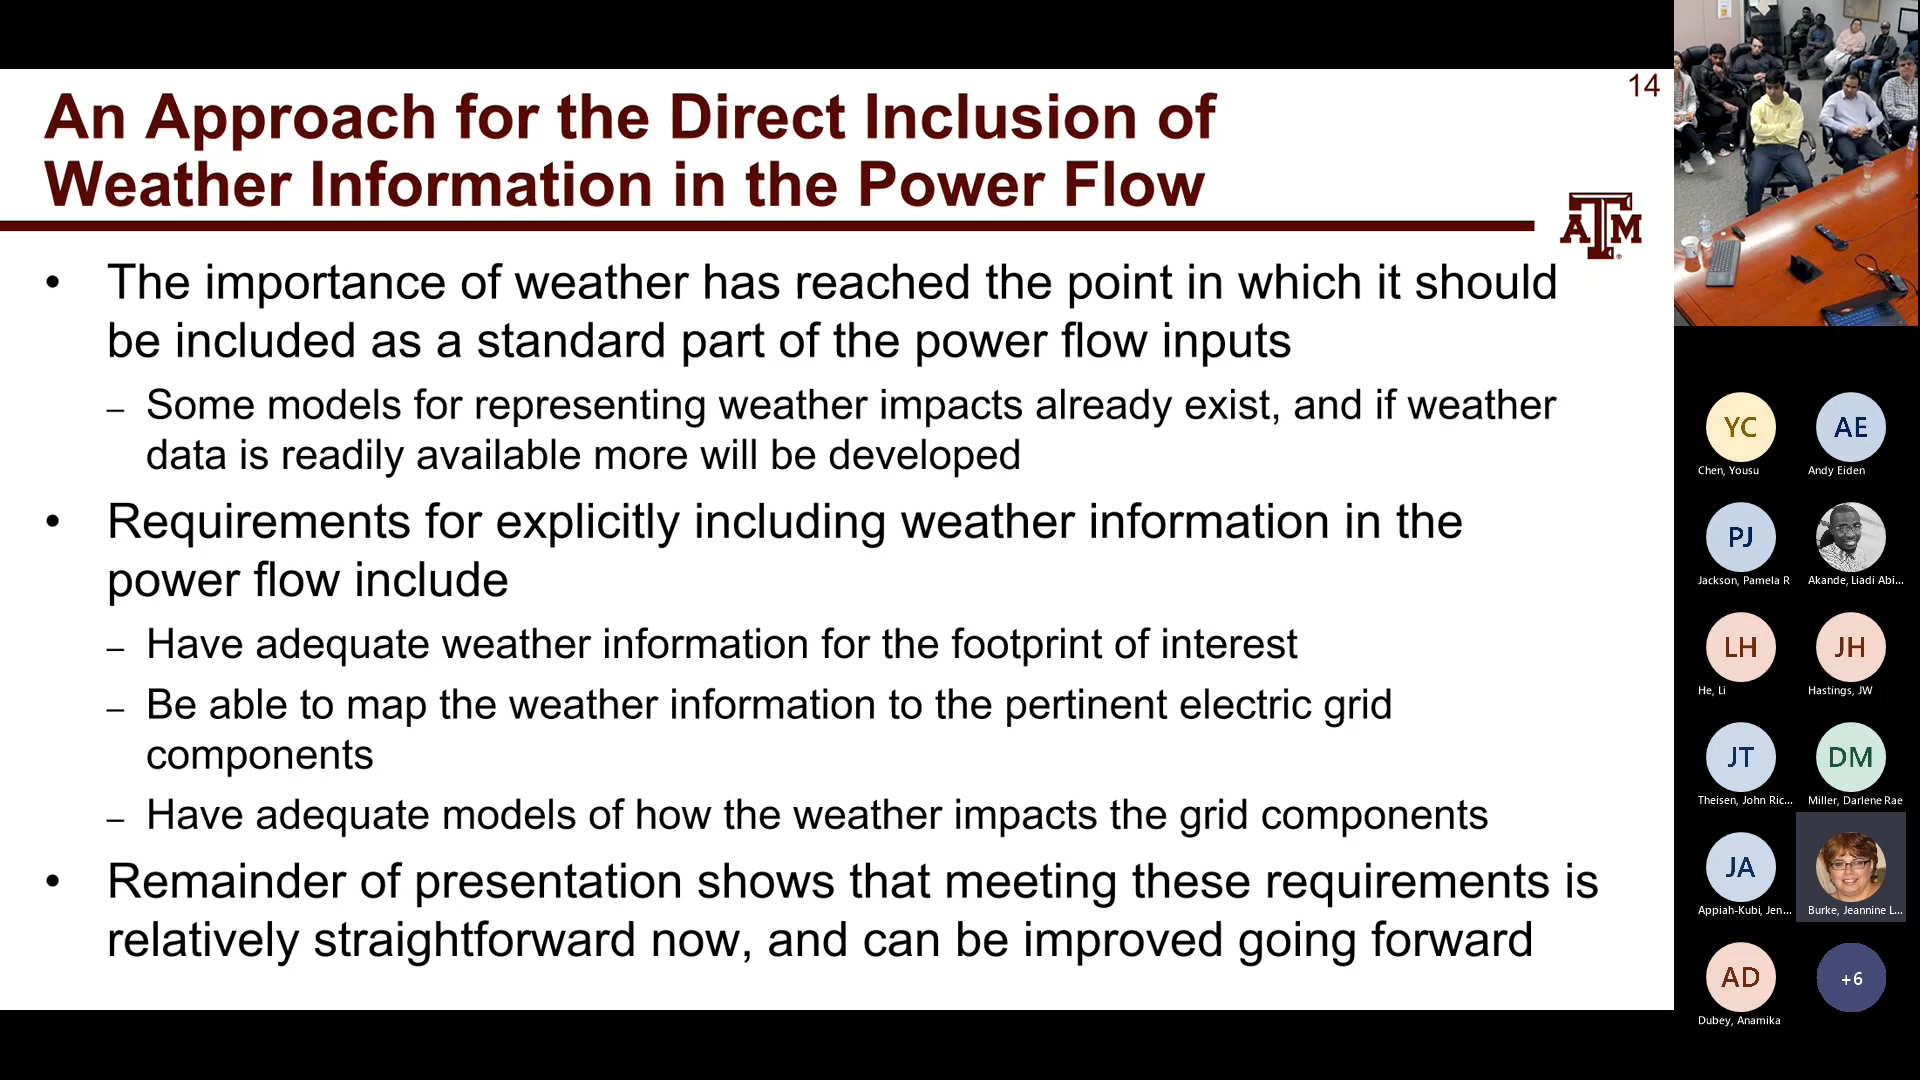 14
An Approach for the Direct Inclusion of
Weather Information in the Power Flow
ATM
• The importance of weather has reached the point in which it should
be included as a standard part of the power flow inputs
– Some models for representing weather impacts already exist, and if weather
data is readily available more will be developed
• Requirements for explicitly including weather information in the
power flow include
– Have adequate weather information for the footprint of interest
– Be able to map the weather information to the pertinent electric grid
components
– Have adequate models of how the weather impacts the grid components
• Remainder of presentation shows that meeting these requirements is
relatively straightforward now, and can be improved going forward
YC
Chen, Yousu
AE
Andy Eiden
PJ
Jackson, Pamela R
Akande, Liadi Abi...
LH
He, Li
JH
Hastings, JW
JT
Theisen, John Ric...
DM
Miller, Darlene Rae
JA
Appiah-Kubi, Jen...
Burke, Jeannine L...
AD
Dubey, Anamika
+6